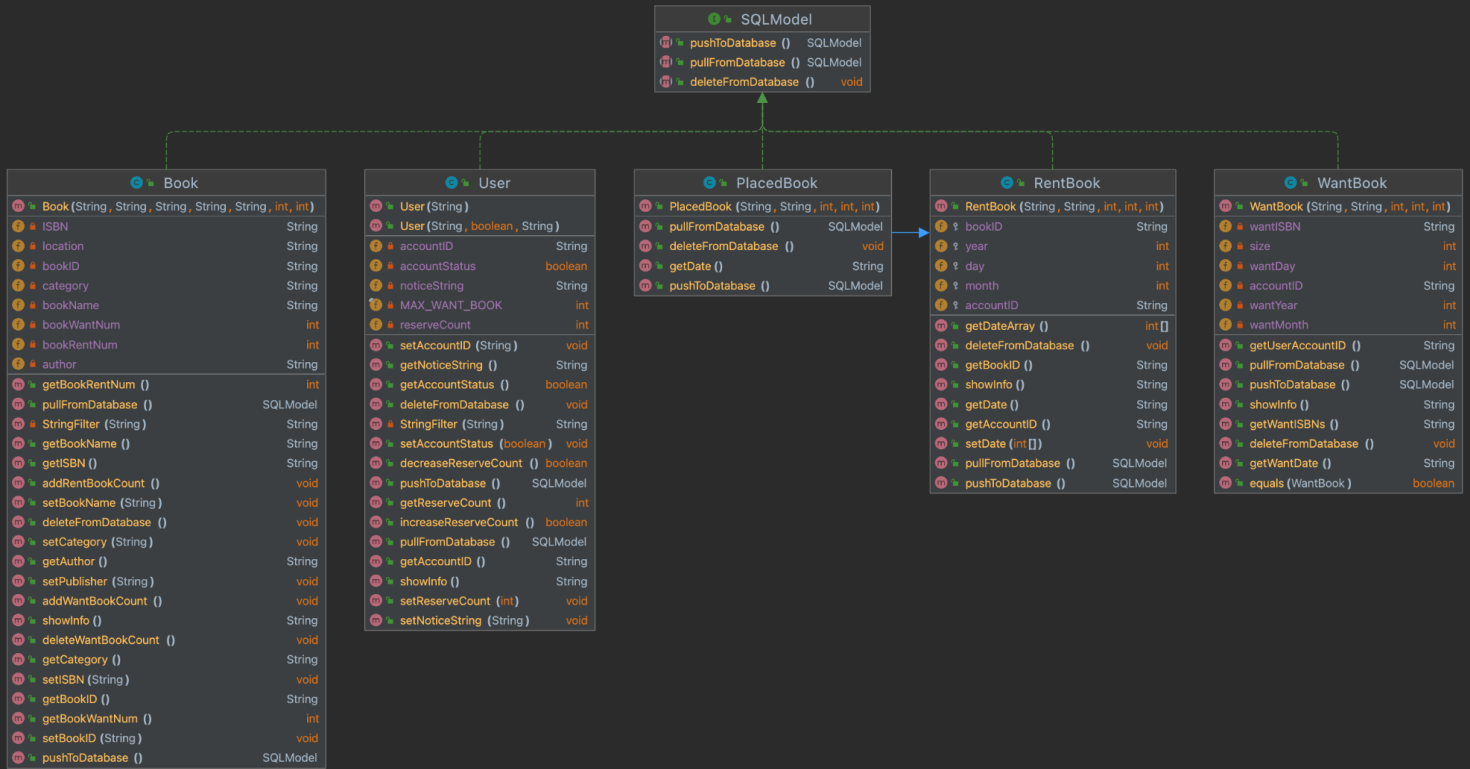 SQLModel
pushToDatabase () SQLModel
pullFromDatabase () SQLModel
deleteFromDatabase () void
Book
Book(String, String, String, String, String, int, int)
ISBN String
location String
bookID String
category String
bookName String
bookWantNum int
bookRentNum int
author String
getBookRentNum () int
pullFromDatabase () SQLModel
StringFilter (String) String
getBookName () String
getISBN () String
addRentBookCount () void
setBookName (String) void
deleteFromDatabase () void
setCategory (String) void
getAuthor () String
setPublisher (String) void
addWantBookCount () void
showInfo () String
deleteWantBookCount () void
getCategory () String
setISBN (String) void
getBookID () String
getBookWantNum () int
setBookID (String) void
pushToDatabase () SQLModel
User
User(String)
User(String, boolean, String)
accountID String
accountStatus boolean
noticeString String
MAX_WANT_BOOK int
reserveCount int
setAccountID (String) void
getNoticeString () String
getAccountStatus () boolean
deleteFromDatabase () void
StringFilter (String) String
setAccountStatus (boolean) void
decreaseReserveCount () boolean
pushToDatabase () SQLModel
getReserveCount () int
increaseReserveCount () boolean
pullFromDatabase () SQLModel
getAccountID () String
showInfo () String
setReserveCount (int) void
setNoticeString (String) void
PlacedBook
PlacedBook (String, String, int, int, int)
pullFromDatabase () SQLModel
deleteFromDatabase () void
getDate () String
pushToDatabase () SQLModel
RentBook
RentBook(String, String, int, int, int)
bookID String
year int
day int
month int
accountID String
getDateArray () int[]
deleteFromDatabase () void
getBookID () String
showInfo () String
getDate () String
getAccountID () String
setDate (int[]) void
pullFromDatabase () SQLModel
pushToDatabase () SQLModel
WantBook
WantBook(String, String, int, int, int)
wantISBN String
size int
wantDay int
accountID String
wantYear int
wantMonth int
getUserAccountID () String
pullFromDatabase () SQLModel
pushToDatabase () SQLModel
showInfo () String
getWantISBNs () String
deleteFromDatabase () void
getWantDate () String
equals(WantBook) boolean